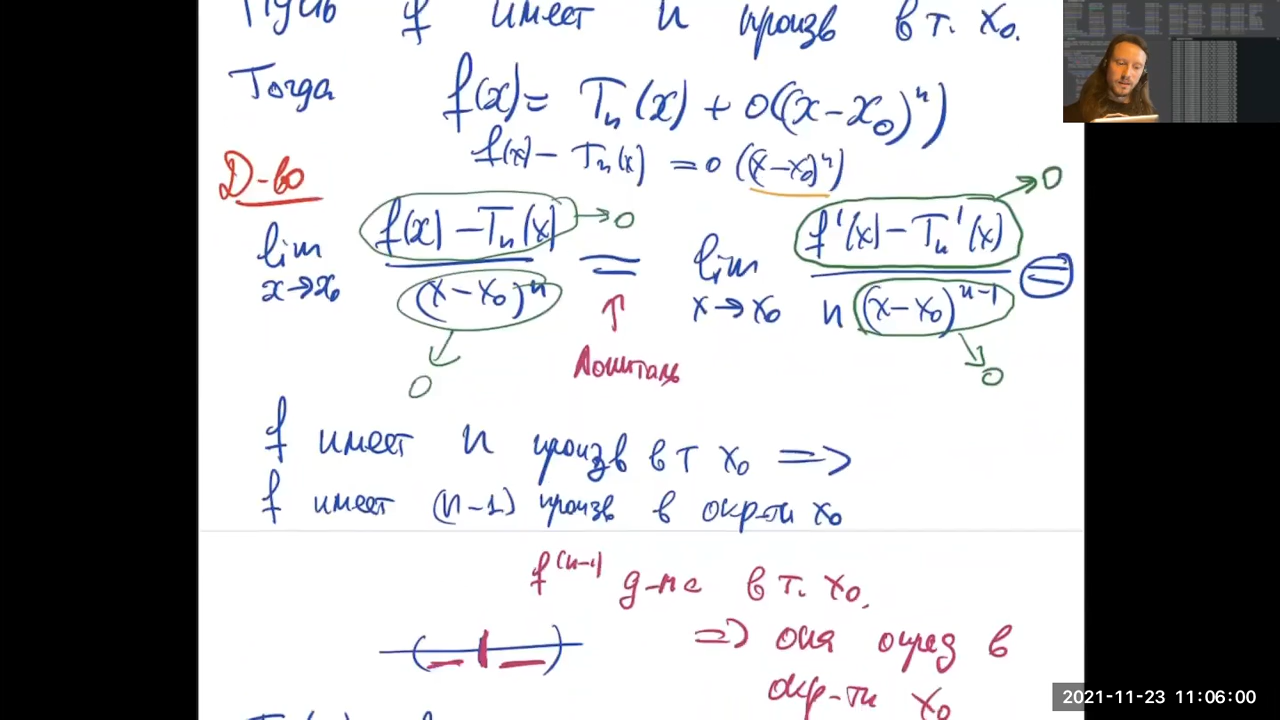 Пусть f имеет n произв в т. x₀.
Тогда f(x) = Tₙ(x) + o((x-x₀)ⁿ)
f(x) - Tₙ(x) = o((x-x₀)ⁿ)
Д-во
lim x→x₀ (f(x) - Tₙ(x)) →0 / (x-x₀)ⁿ →0 = lim x→x₀ (f'(x) - Tₙ'(x)) →0 / n(x-x₀)ⁿ⁻¹ →0 =
↑
Лопиталь
f имеет n произв в т x₀ =>
f имеет (n-1) произв в окр-ти x₀
f⁽ⁿ⁻¹⁾ в т. x₀.
=> она опред в
окр-ти x₀
2021-11-23 11:06:00